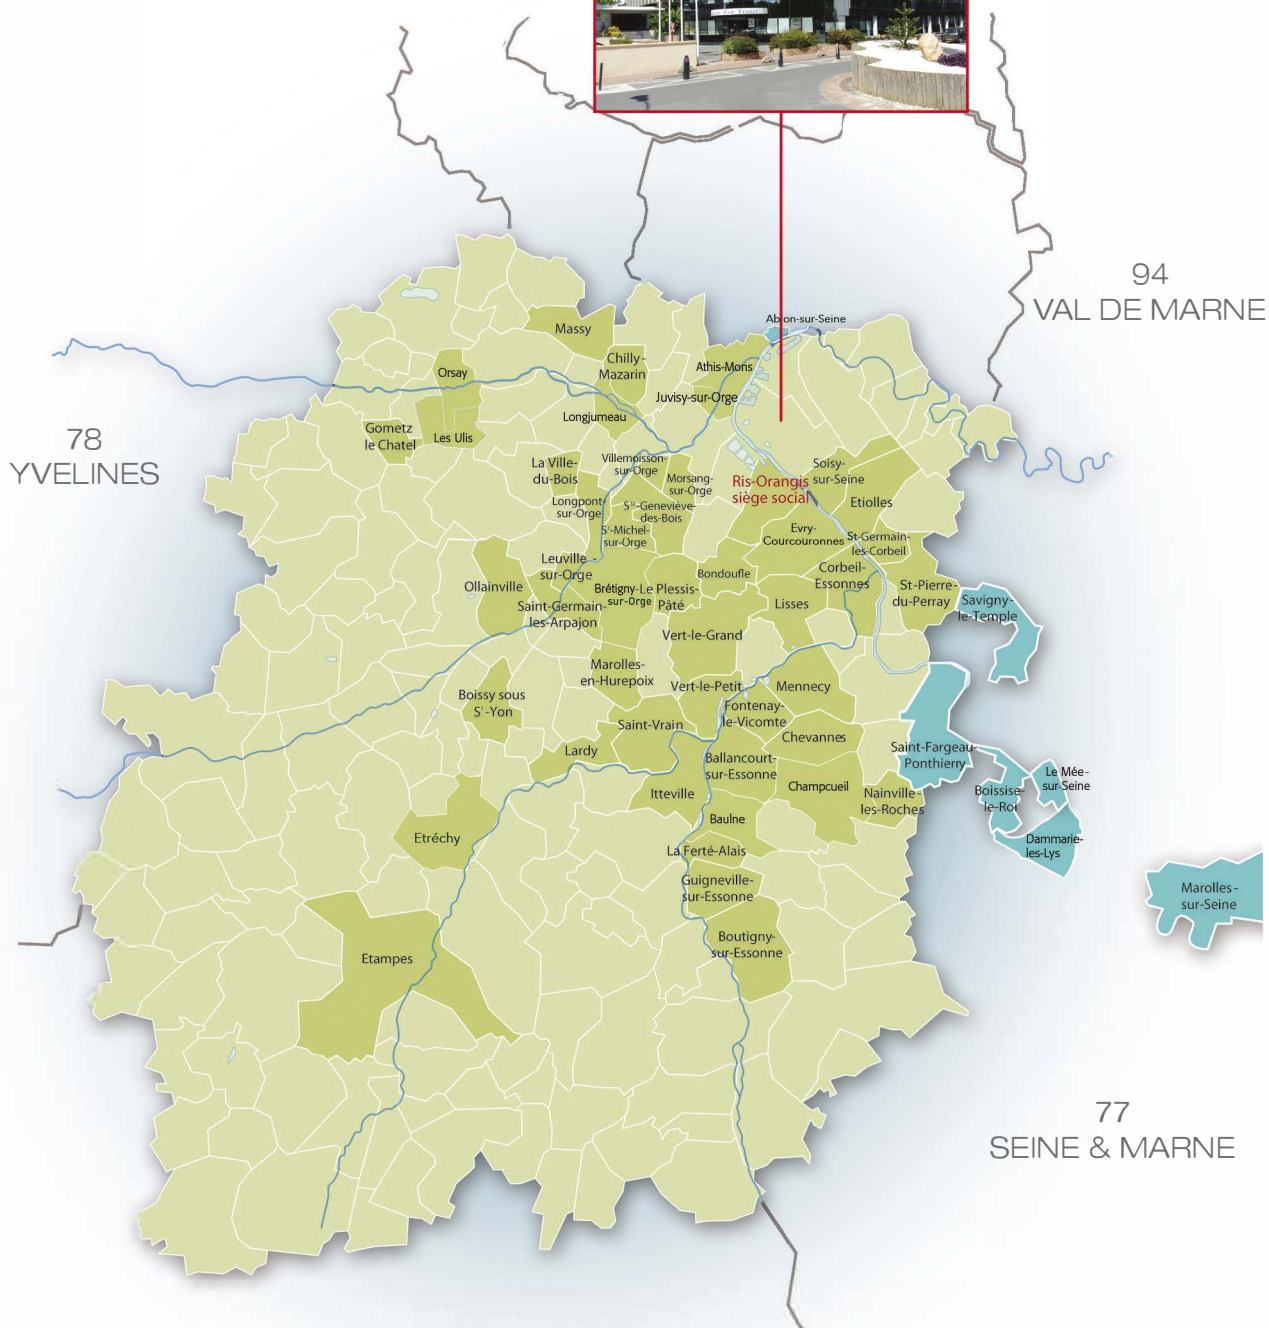 94
VAL DE MARNE
Ablon-sur-Seine
Massy
Chilly-
Mazarin
Athis-Mons
Orsay
Juvisy-sur-Orge
Longjumeau
Gometz
le Chatel
Les Ulis
78
YVELINES
La Ville-
du-Bois
Villemoisson-
sur-Orge
Morsang-
sur-Orge
Ris-Orangis
siège social
Soisy-
sur-Seine
Etiolles
Longpont-
sur-Orge
Ste-Geneviève-
des-Bois
St-Michel-
sur-Orge
Evry-
Courcouronnes
St-Germain-
les-Corbeil
Leuville -
sur-Orge
Ollainville
Saint-Germain-
les-Arpajon
Brétigny-
sur-Orge
Le Plessis-
Pâté
Bondoufle
Corbeil-
Essonnes
Lisses
St-Pierre-
du-Perray
Savigny-
le-Temple
Vert-le-Grand
Marolles-
en-Hurepoix
Vert-le-Petit
Mennecy
Boissy sous
St-Yon
Fontenay-
le-Vicomte
Saint-Vrain
Chevannes
Lardy
Ballancourt-
sur-Essonne
Saint-Fargeau-
Ponthierry
Itteville
Champcueil
Nainville-
les-Roches
Boissise-
le-Roi
Le Mée-
sur-Seine
Baulne
Etréchy
La Ferté-Alais
Dammarie-
les-Lys
Guigneville-
sur-Essonne
Marolles-
sur-Seine
Boutigny-
sur-Essonne
Etampes
77
SEINE & MARNE